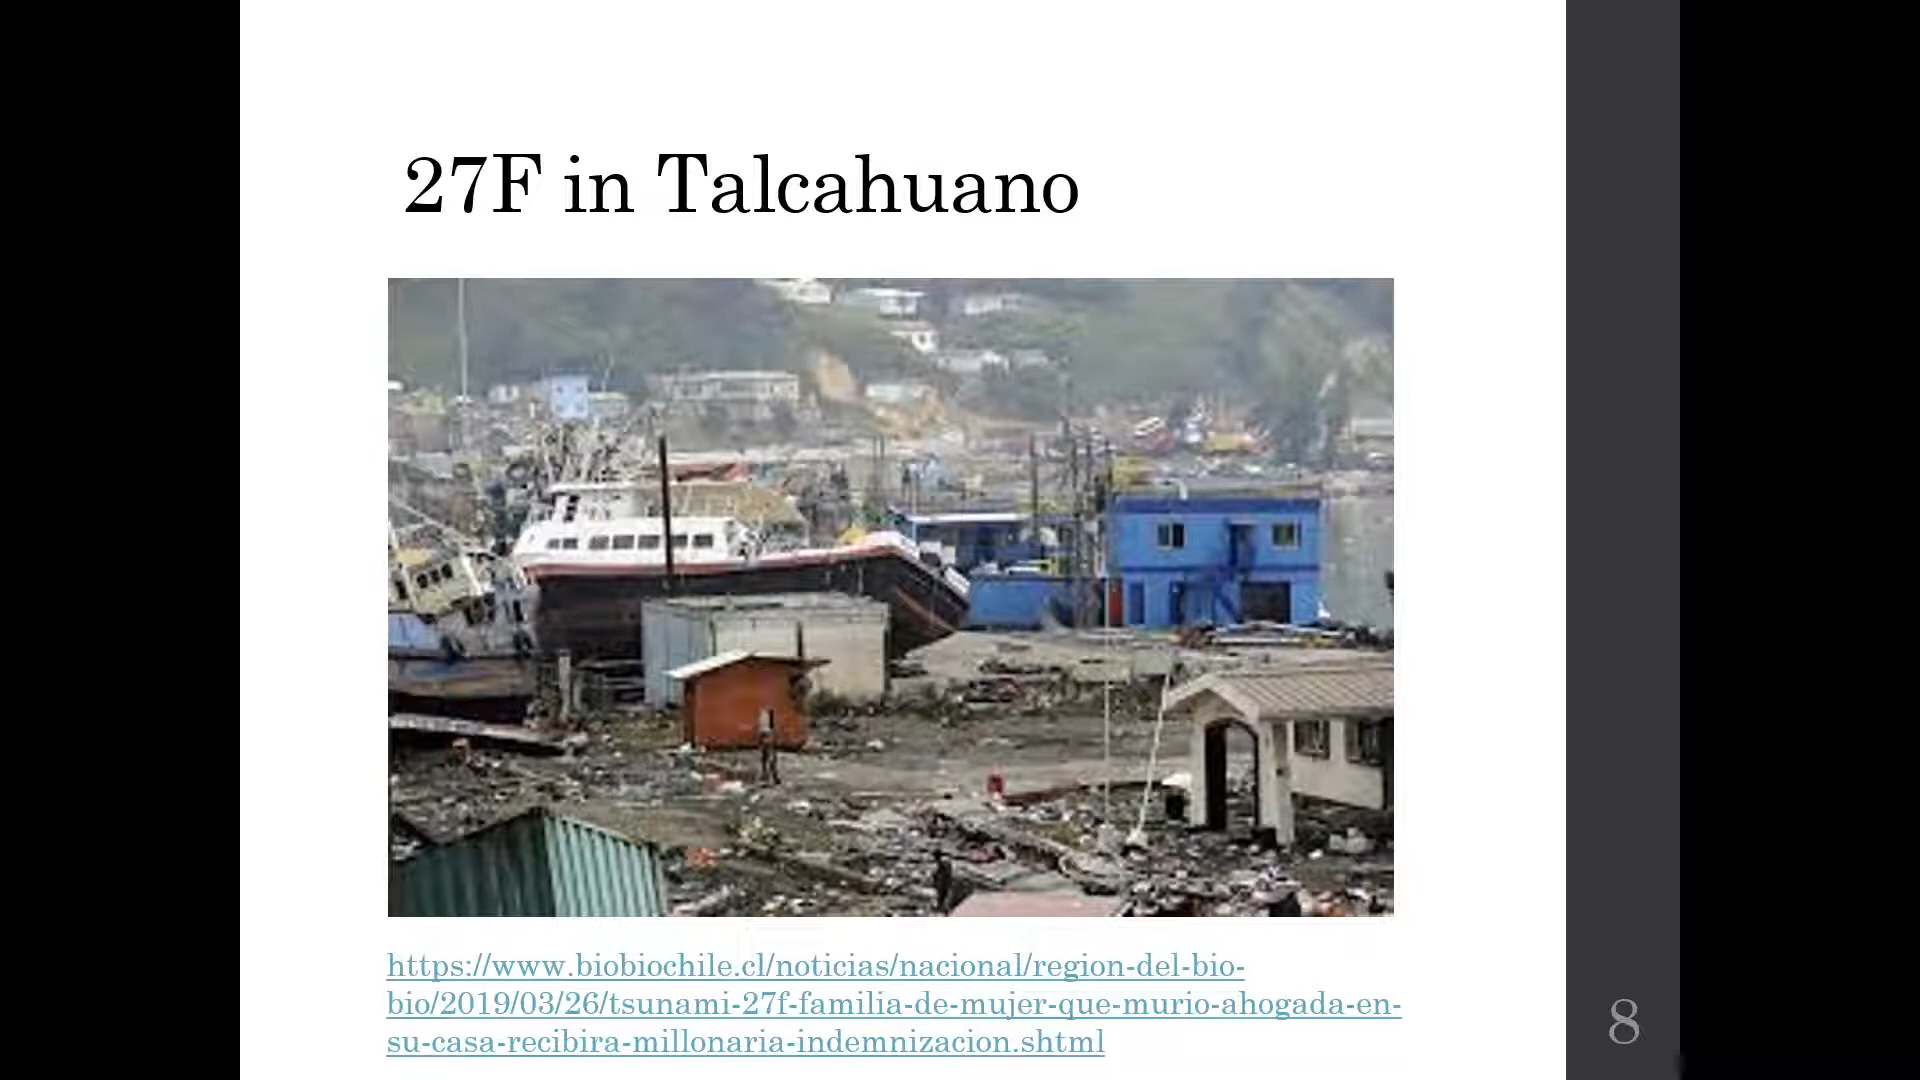 27F in Talcahuano
https://www.biobiochile.cl/noticias/nacional/region-del-bio-
bio/2019/03/26/tsunami-27f-familia-de-mujer-que-murio-ahogada-en-
su-casa-recibira-millonaria-indemnizacion.shtml
8